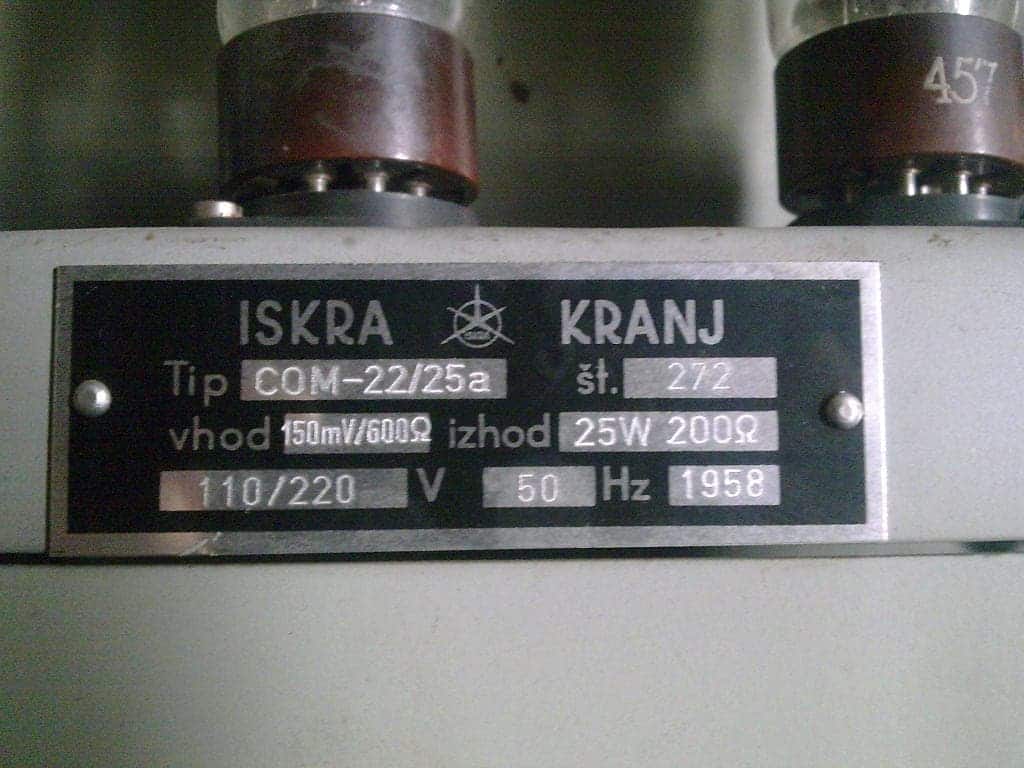 457
ISKRA KRANJ
Tip COM-22/25a št. 272
vhod 150mV/600Ω izhod 25W 200Ω
110/220 V 50 Hz 1958